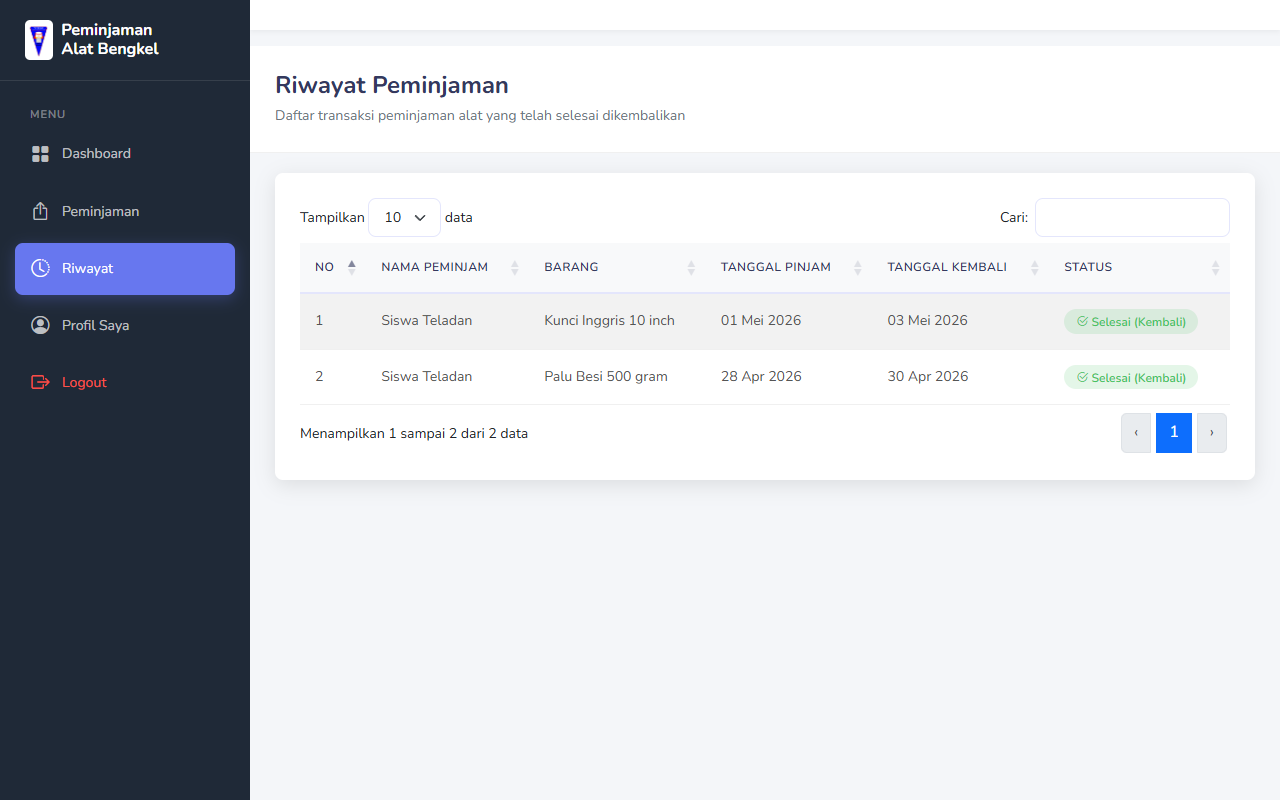 Peminjaman
Alat Bengkel
MENU
Dashboard
Peminjaman
Riwayat
Profil Saya
Logout
Riwayat Peminjaman
Daftar transaksi peminjaman alat yang telah selesai dikembalikan
Tampilkan 10 data Cari:
NO NAMA PEMINJAM BARANG TANGGAL PINJAM TANGGAL KEMBALI STATUS
1 Siswa Teladan Kunci Inggris 10 inch 01 Mei 2026 03 Mei 2026 Selesai (Kembali)
2 Siswa Teladan Palu Besi 500 gram 28 Apr 2026 30 Apr 2026 Selesai (Kembali)
Menampilkan 1 sampai 2 dari 2 data ‹ 1 ›